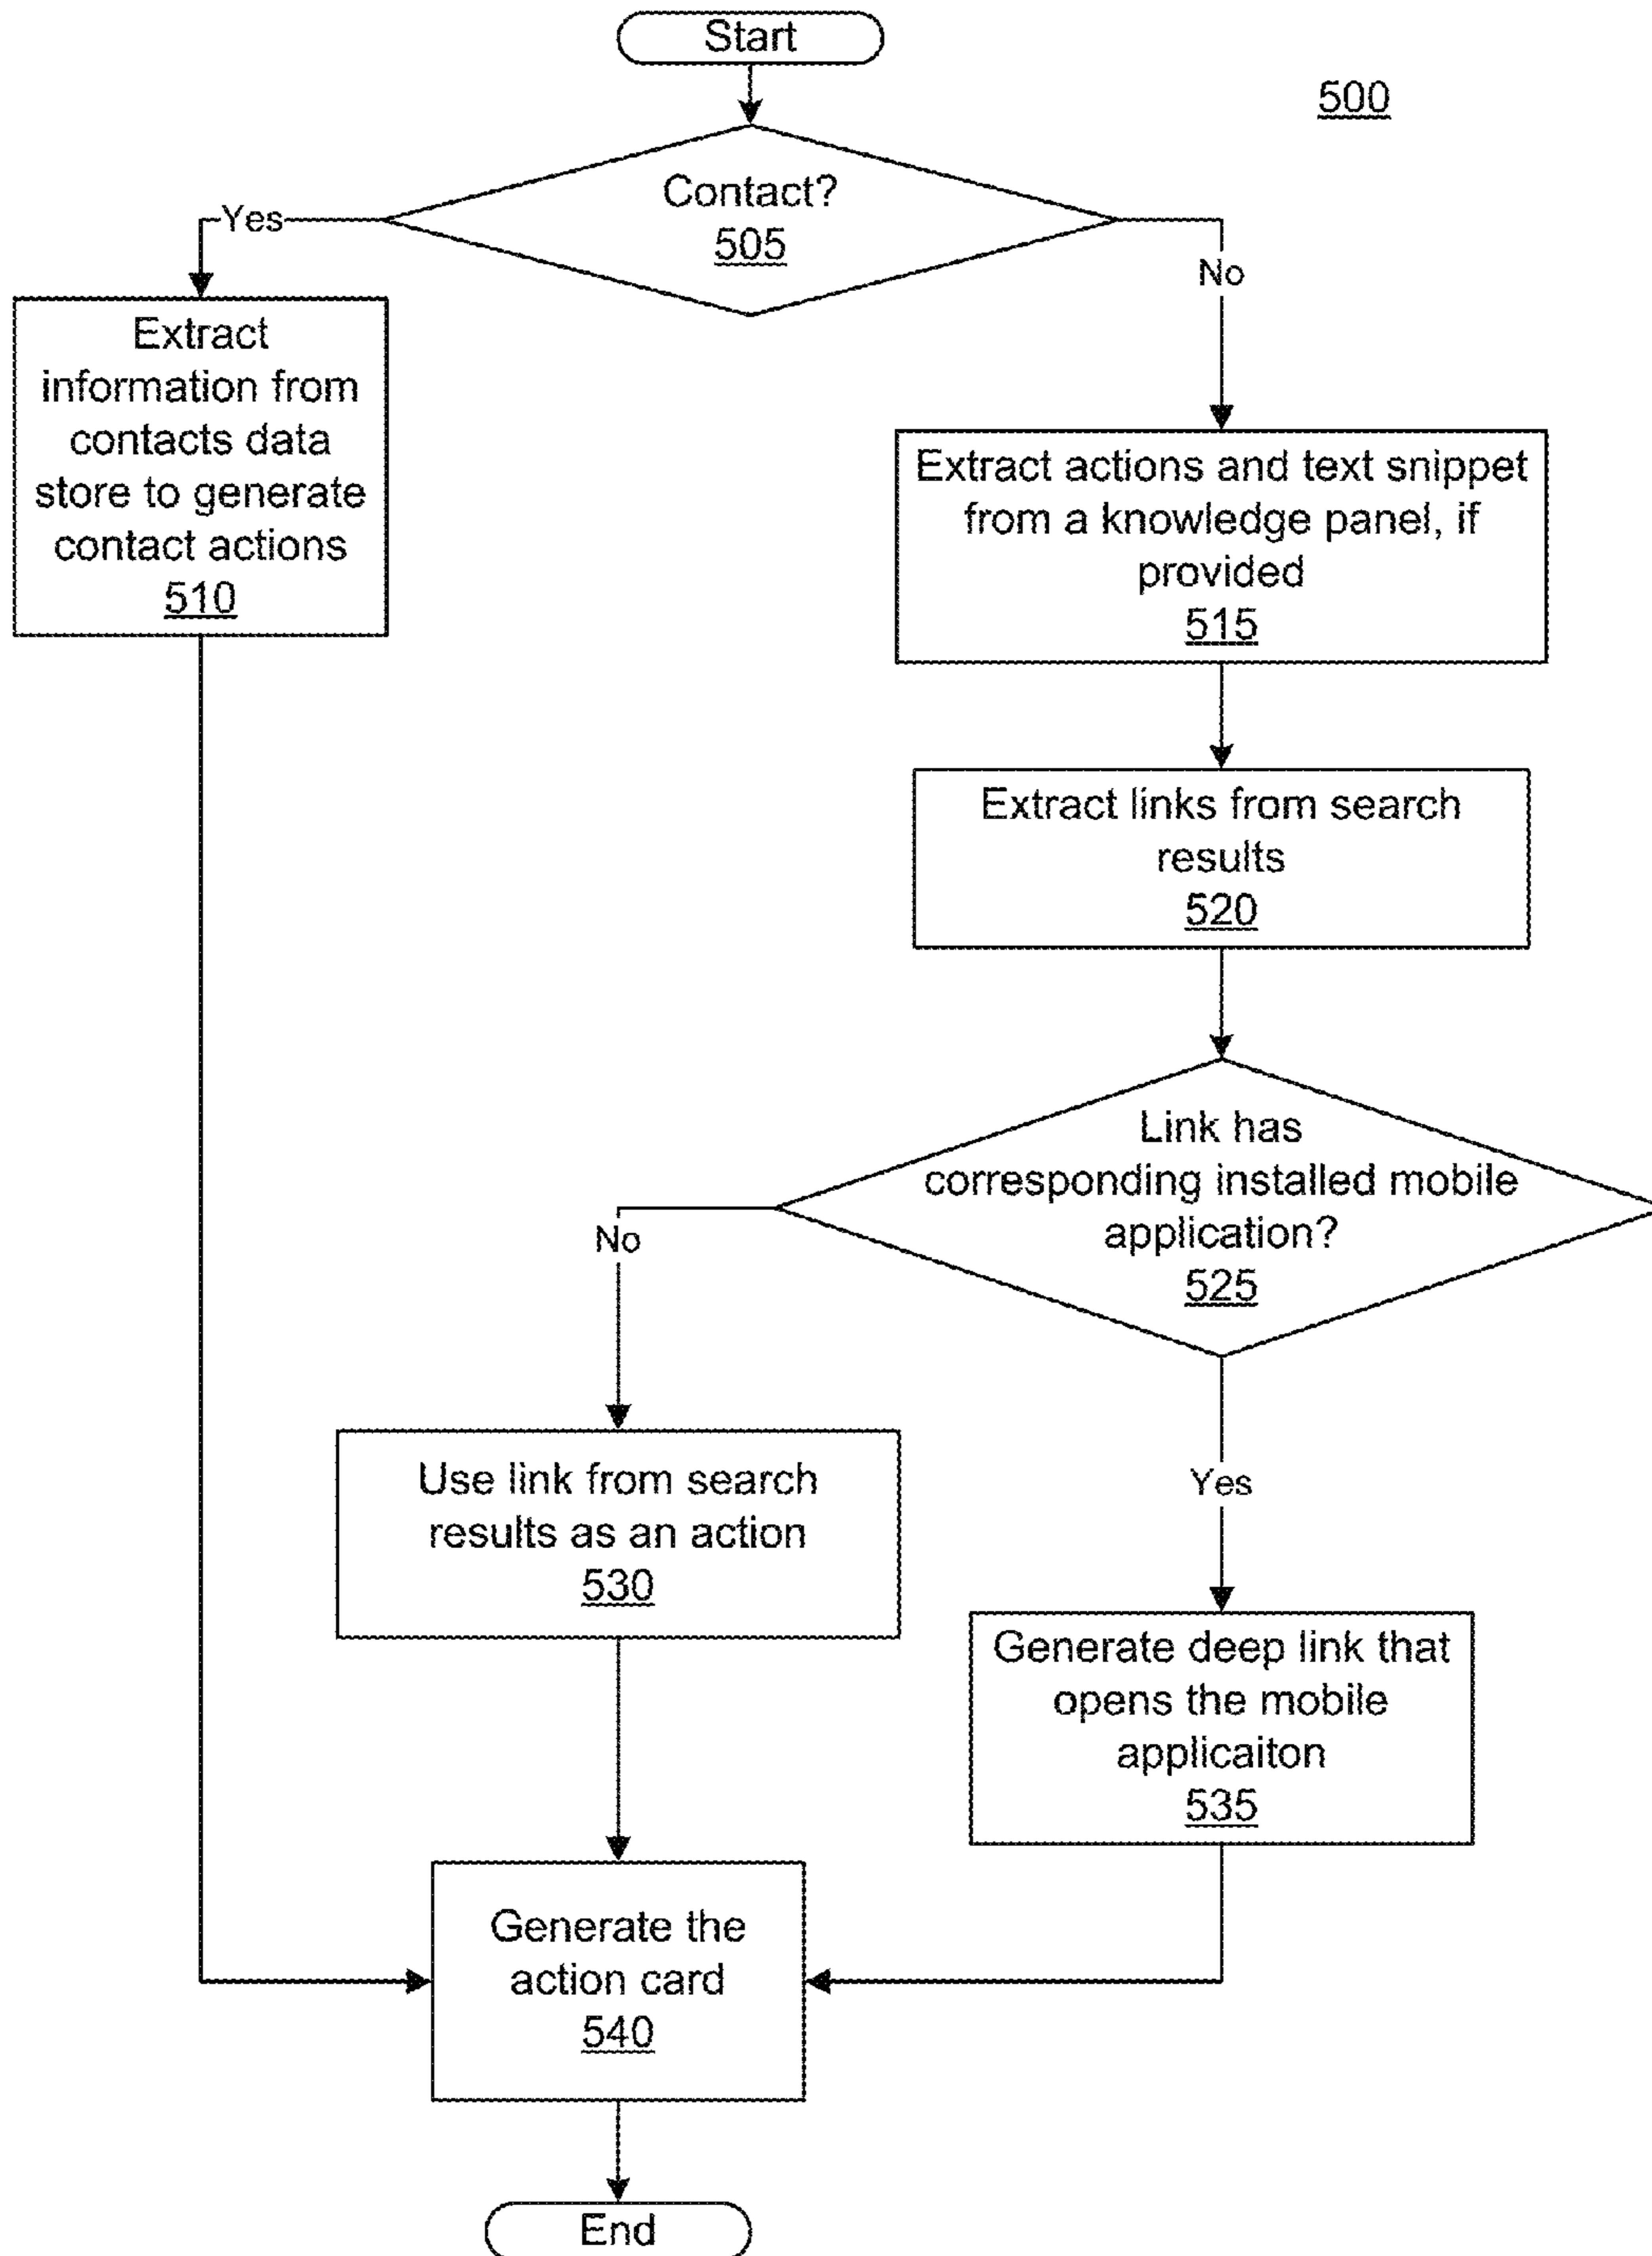 Start
500
Contact?
505
Yes
No
Extract
information from
contacts data
store to generate
contact actions
510
Extract actions and text snippet
from a knowledge panel, if
provided
515
Extract links from search
results
520
Link has
corresponding installed mobile
application?
525
No
Yes
Use link from search
results as an action
530
Generate deep link that
opens the mobile
applicaiton
535
Generate the
action card
540
End